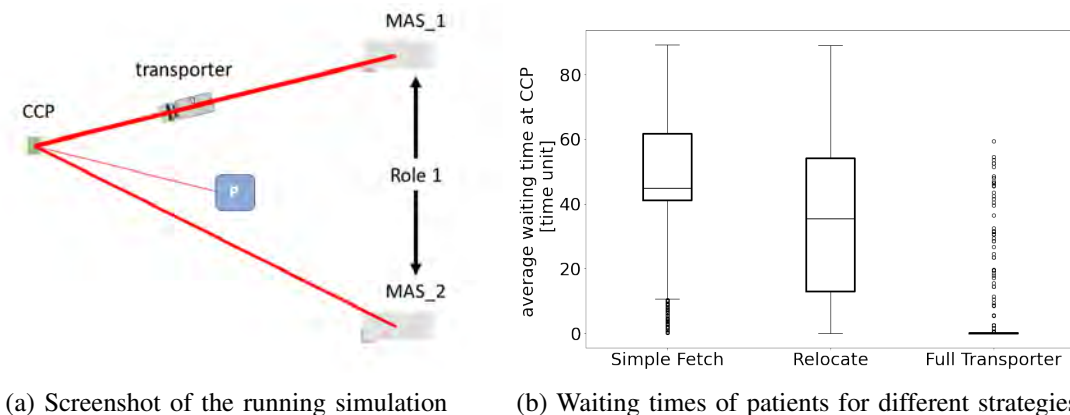 MAS_1
transporter
CCP
Role 1
P
MAS_2
average waiting time at CCP
[time unit]
80
60
40
20
0
Simple Fetch
Relocate
Full Transporter
(a) Screenshot of the running simulation
(b) Waiting times of patients for different strategies